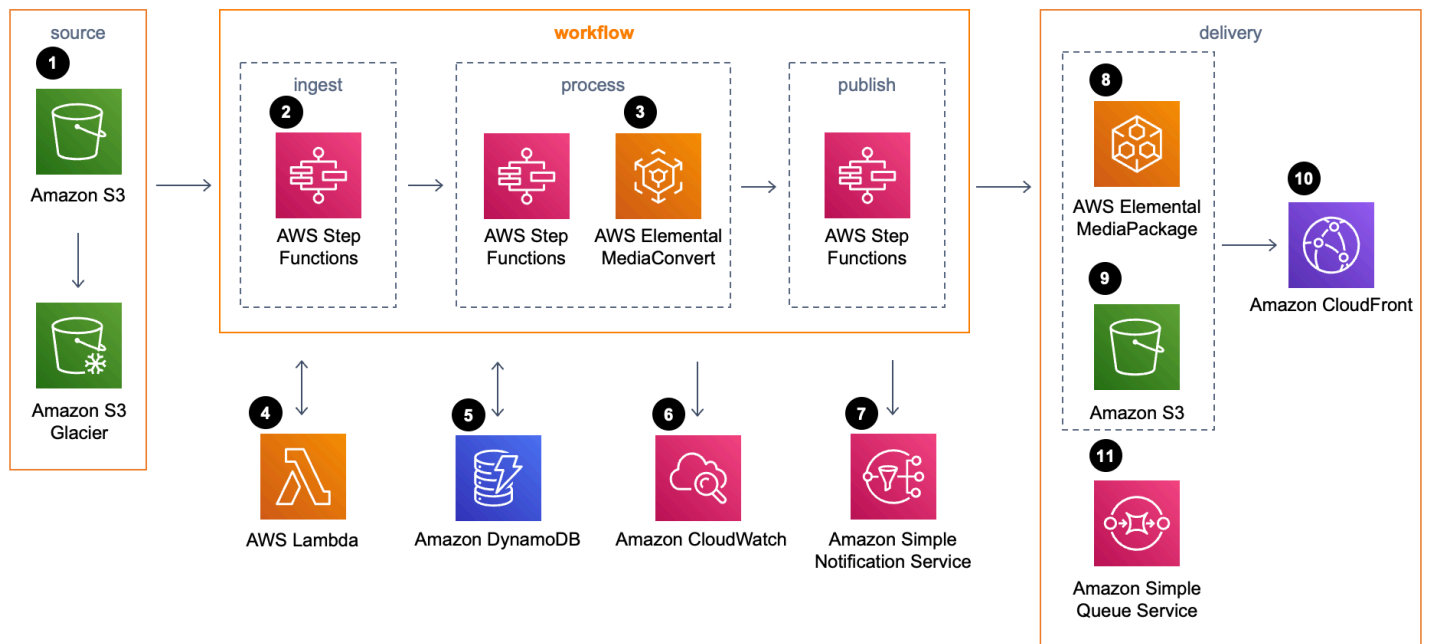 source
1
Amazon S3
Amazon S3
Glacier
workflow
ingest
2
AWS Step
Functions
process
AWS Step
Functions
3
AWS Elemental
MediaConvert
publish
AWS Step
Functions
4
AWS Lambda
5
Amazon DynamoDB
6
Amazon CloudWatch
7
Amazon Simple
Notification Service
delivery
8
AWS Elemental
MediaPackage
9
Amazon S3
10
Amazon CloudFront
11
Amazon Simple
Queue Service